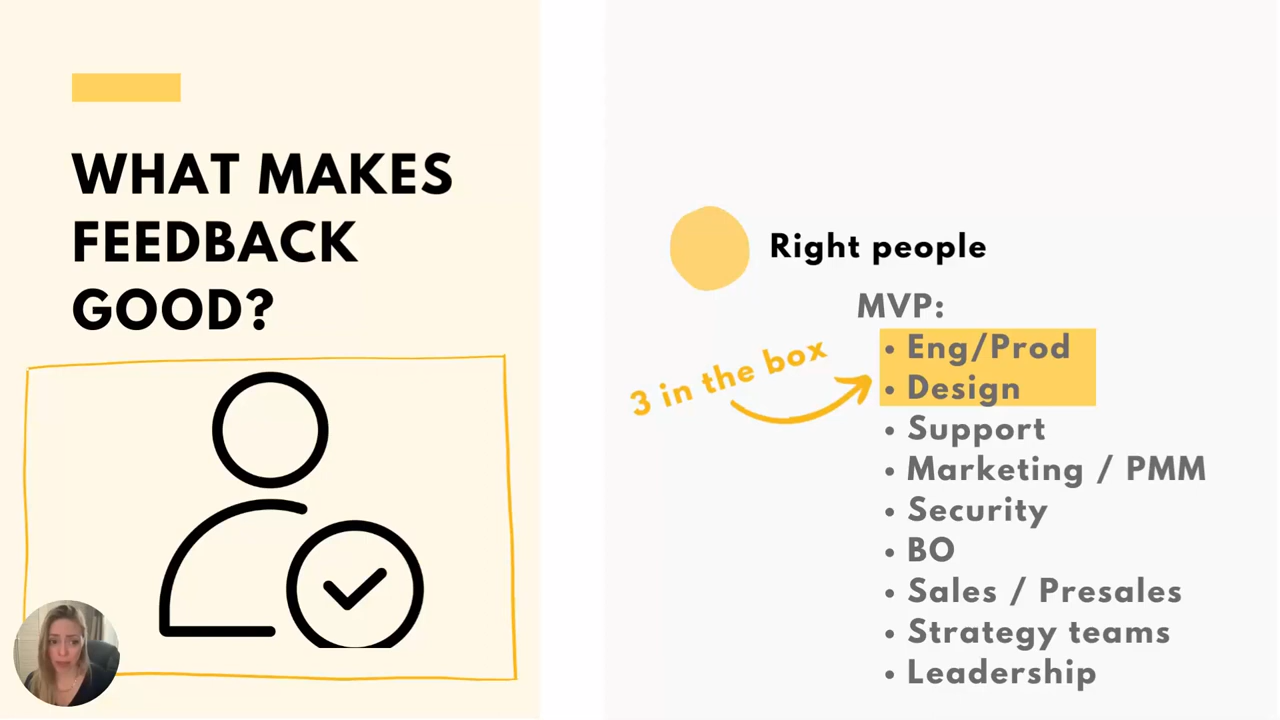 WHAT MAKES
FEEDBACK
GOOD?
Right people
MVP:
3 in the box
• Eng/Prod
• Design
• Support
• Marketing / PMM
• Security
• BO
• Sales / Presales
• Strategy teams
• Leadership